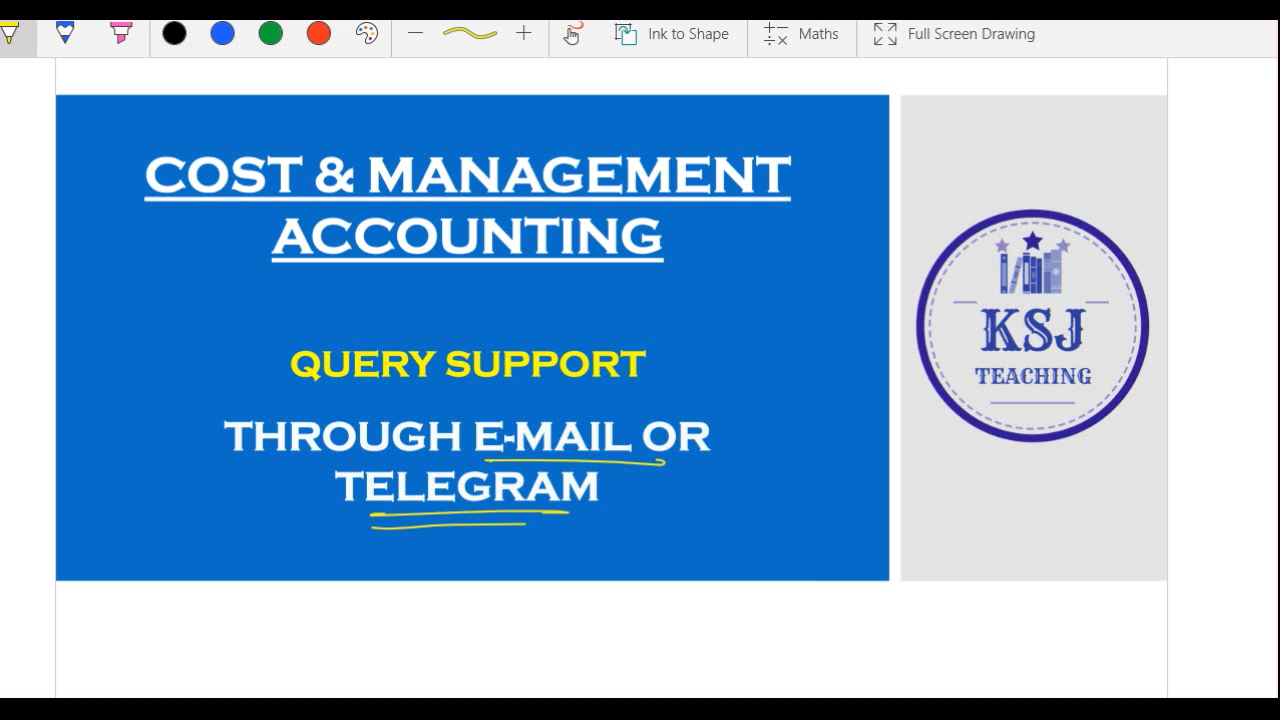 Ink to Shape
Maths
Full Screen Drawing
COST & MANAGEMENT
ACCOUNTING
QUERY SUPPORT
THROUGH E-MAIL OR
TELEGRAM
KSJ
TEACHING